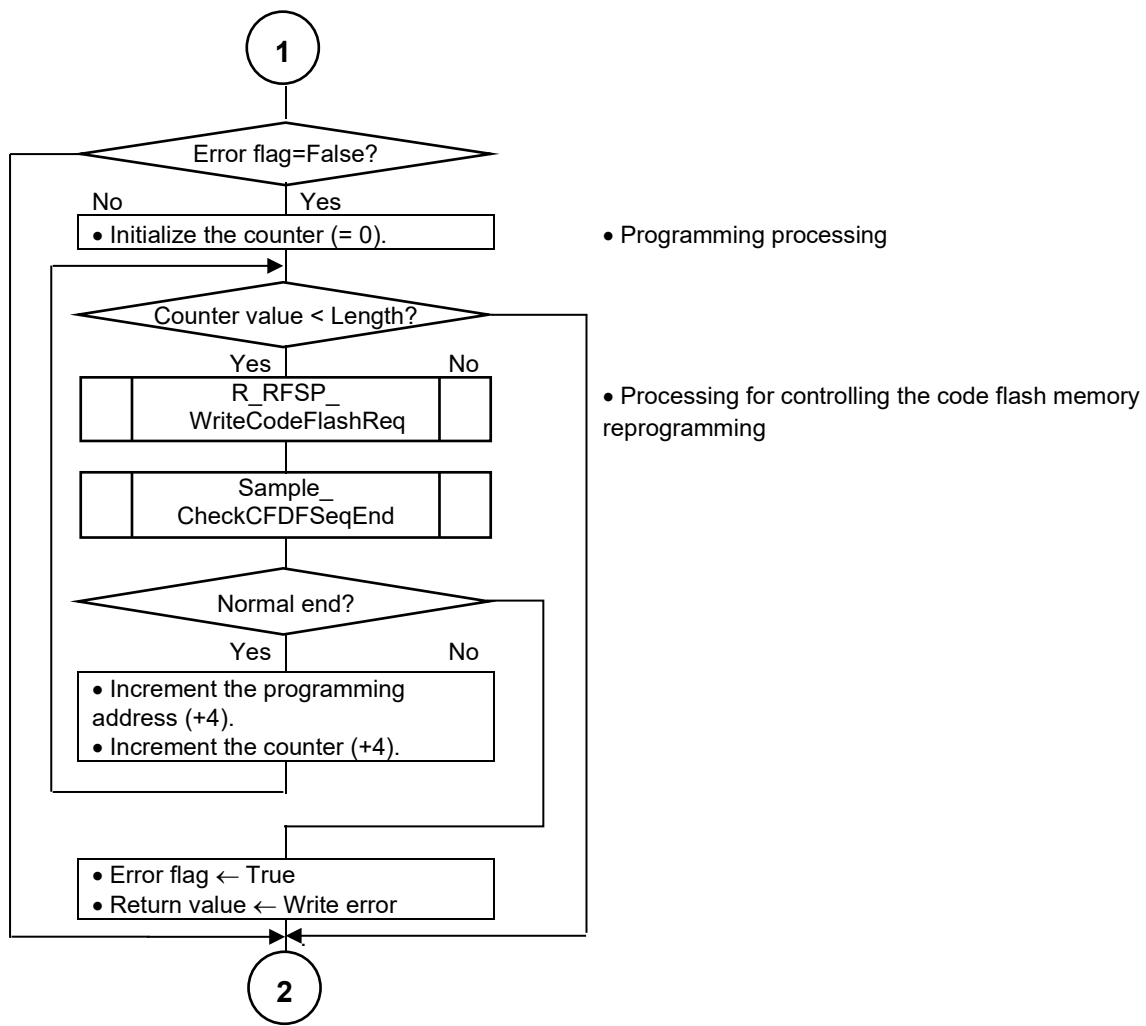 1
Error flag=False?
No Yes
• Initialize the counter (= 0).
• Programming processing
Counter value < Length?
Yes No
R_RFSP_
WriteCodeFlashReq
• Processing for controlling the code flash memory
reprogramming
Sample_
CheckCFDFSeqEnd
Normal end?
Yes No
• Increment the programming
address (+4).
• Increment the counter (+4).
• Error flag ← True
• Return value ← Write error
2